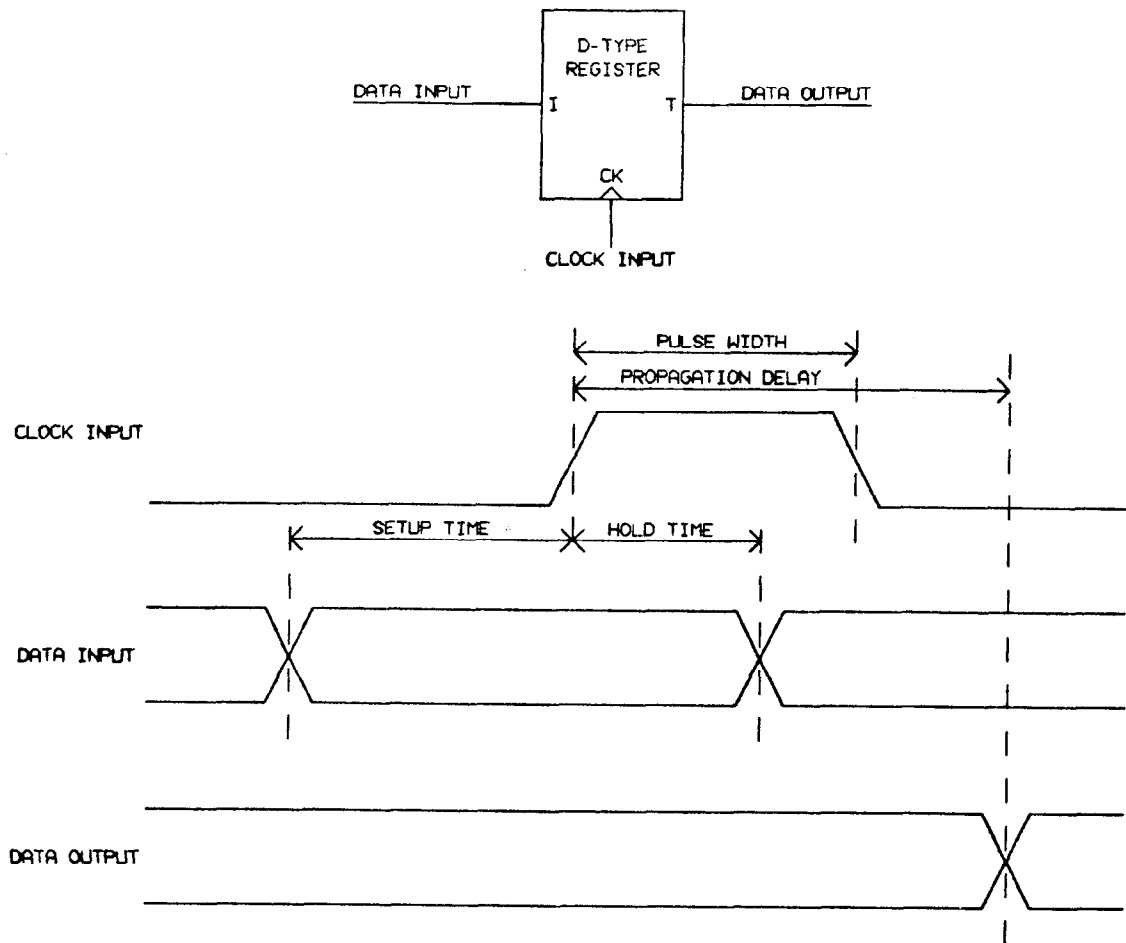 D-TYPE
REGISTER
DATA INPUT
I
T
DATA OUTPUT
CK
CLOCK INPUT
PULSE WIDTH
PROPAGATION DELAY
CLOCK INPUT
SETUP TIME
HOLD TIME
DATA INPUT
DATA OUTPUT